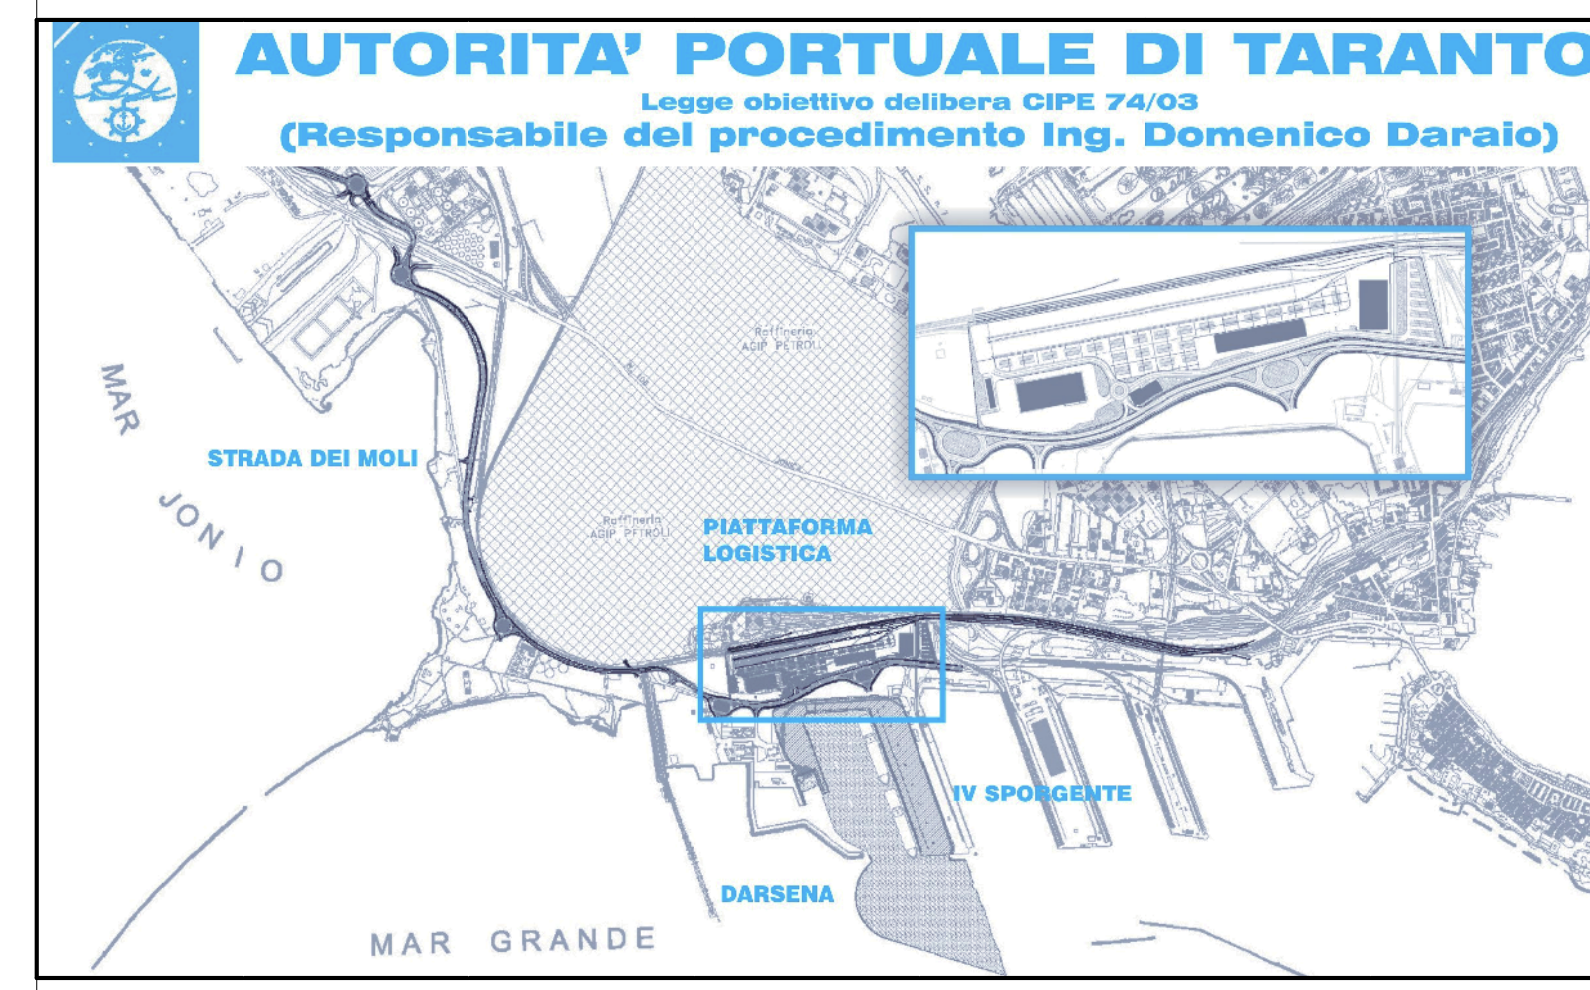 AUTORITA' PORTUALE DI TARANTO
Legge obiettivo delibera CIPE 74/03
(Responsabile del procedimento Ing. Domenico Daraio)
Raffineria
AGIP PETROLI
MAR
JONIO
STRADA DEI MOLI
Raffineria
AGIP PETROLI
PIATTAFORMA
LOGISTICA
IV SPORGENTE
DARSENA
MAR GRANDE